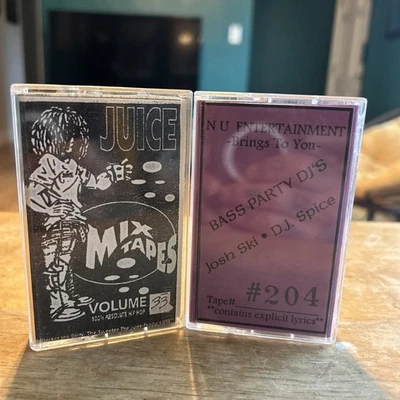 JUICE
MIX
TAPES
VOLUME 33
100% ABSOLUTE HIP HOP
N U ENTERTAINMENT
-Brings To You-
BASS PARTY DJ'S
Josh Ski • D.J. Spice
Tape# #204
**contains explicit lyrics**